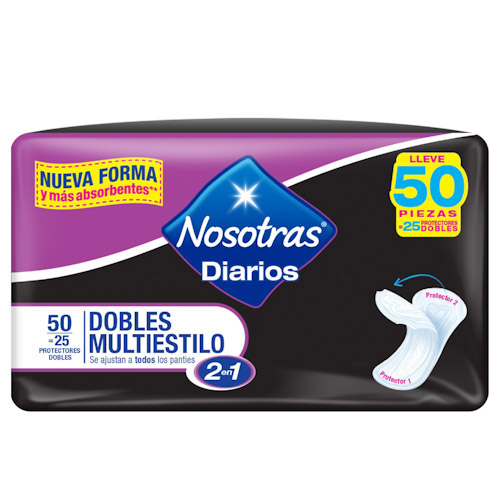 NUEVA FORMA
y más absorbentes**
Nosotras®
Diarios
LLEVE
50
PIEZAS
=25 PROTECTORES DOBLES
50
=25
PROTECTORES
DOBLES
DOBLES
MULTIESTILO
Se ajustan a todos los panties
2en1
Protector 2
Protector 1